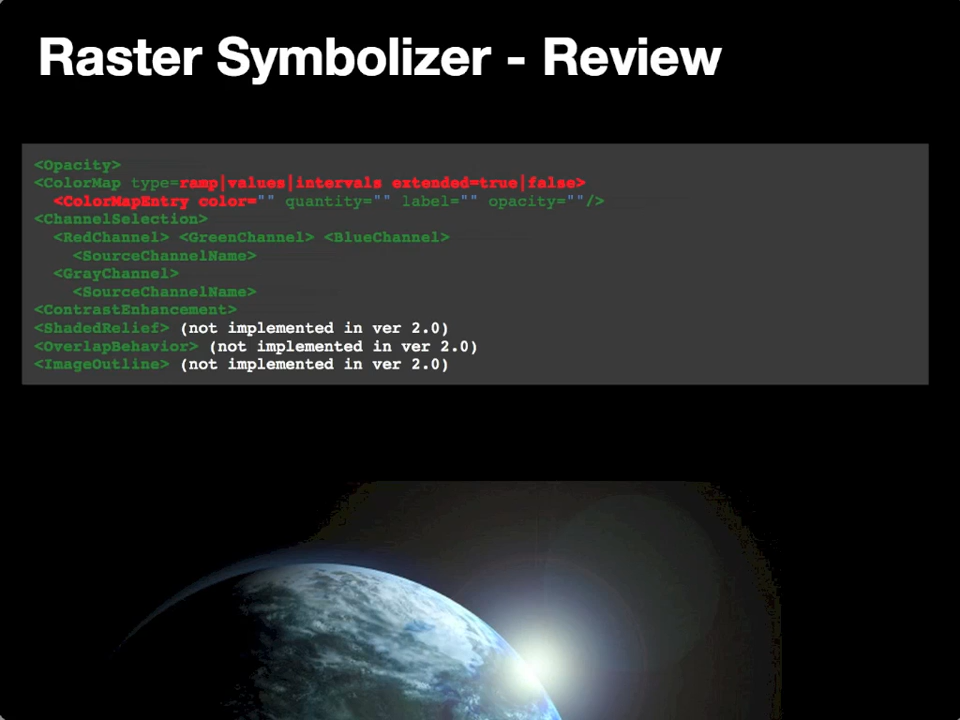 Raster Symbolizer - Review
<Opacity>
<ColorMap type=ramp|values|intervals extended=true|false>
<ColorMapEntry color="" quantity="" label="" opacity=""/>
<ChannelSelection>
<RedChannel> <GreenChannel> <BlueChannel>
<SourceChannelName>
<GrayChannel>
<SourceChannelName>
<ContrastEnhancement>
<ShadedRelief> (not implemented in ver 2.0)
<OverlapBehavior> (not implemented in ver 2.0)
<ImageOutline> (not implemented in ver 2.0)